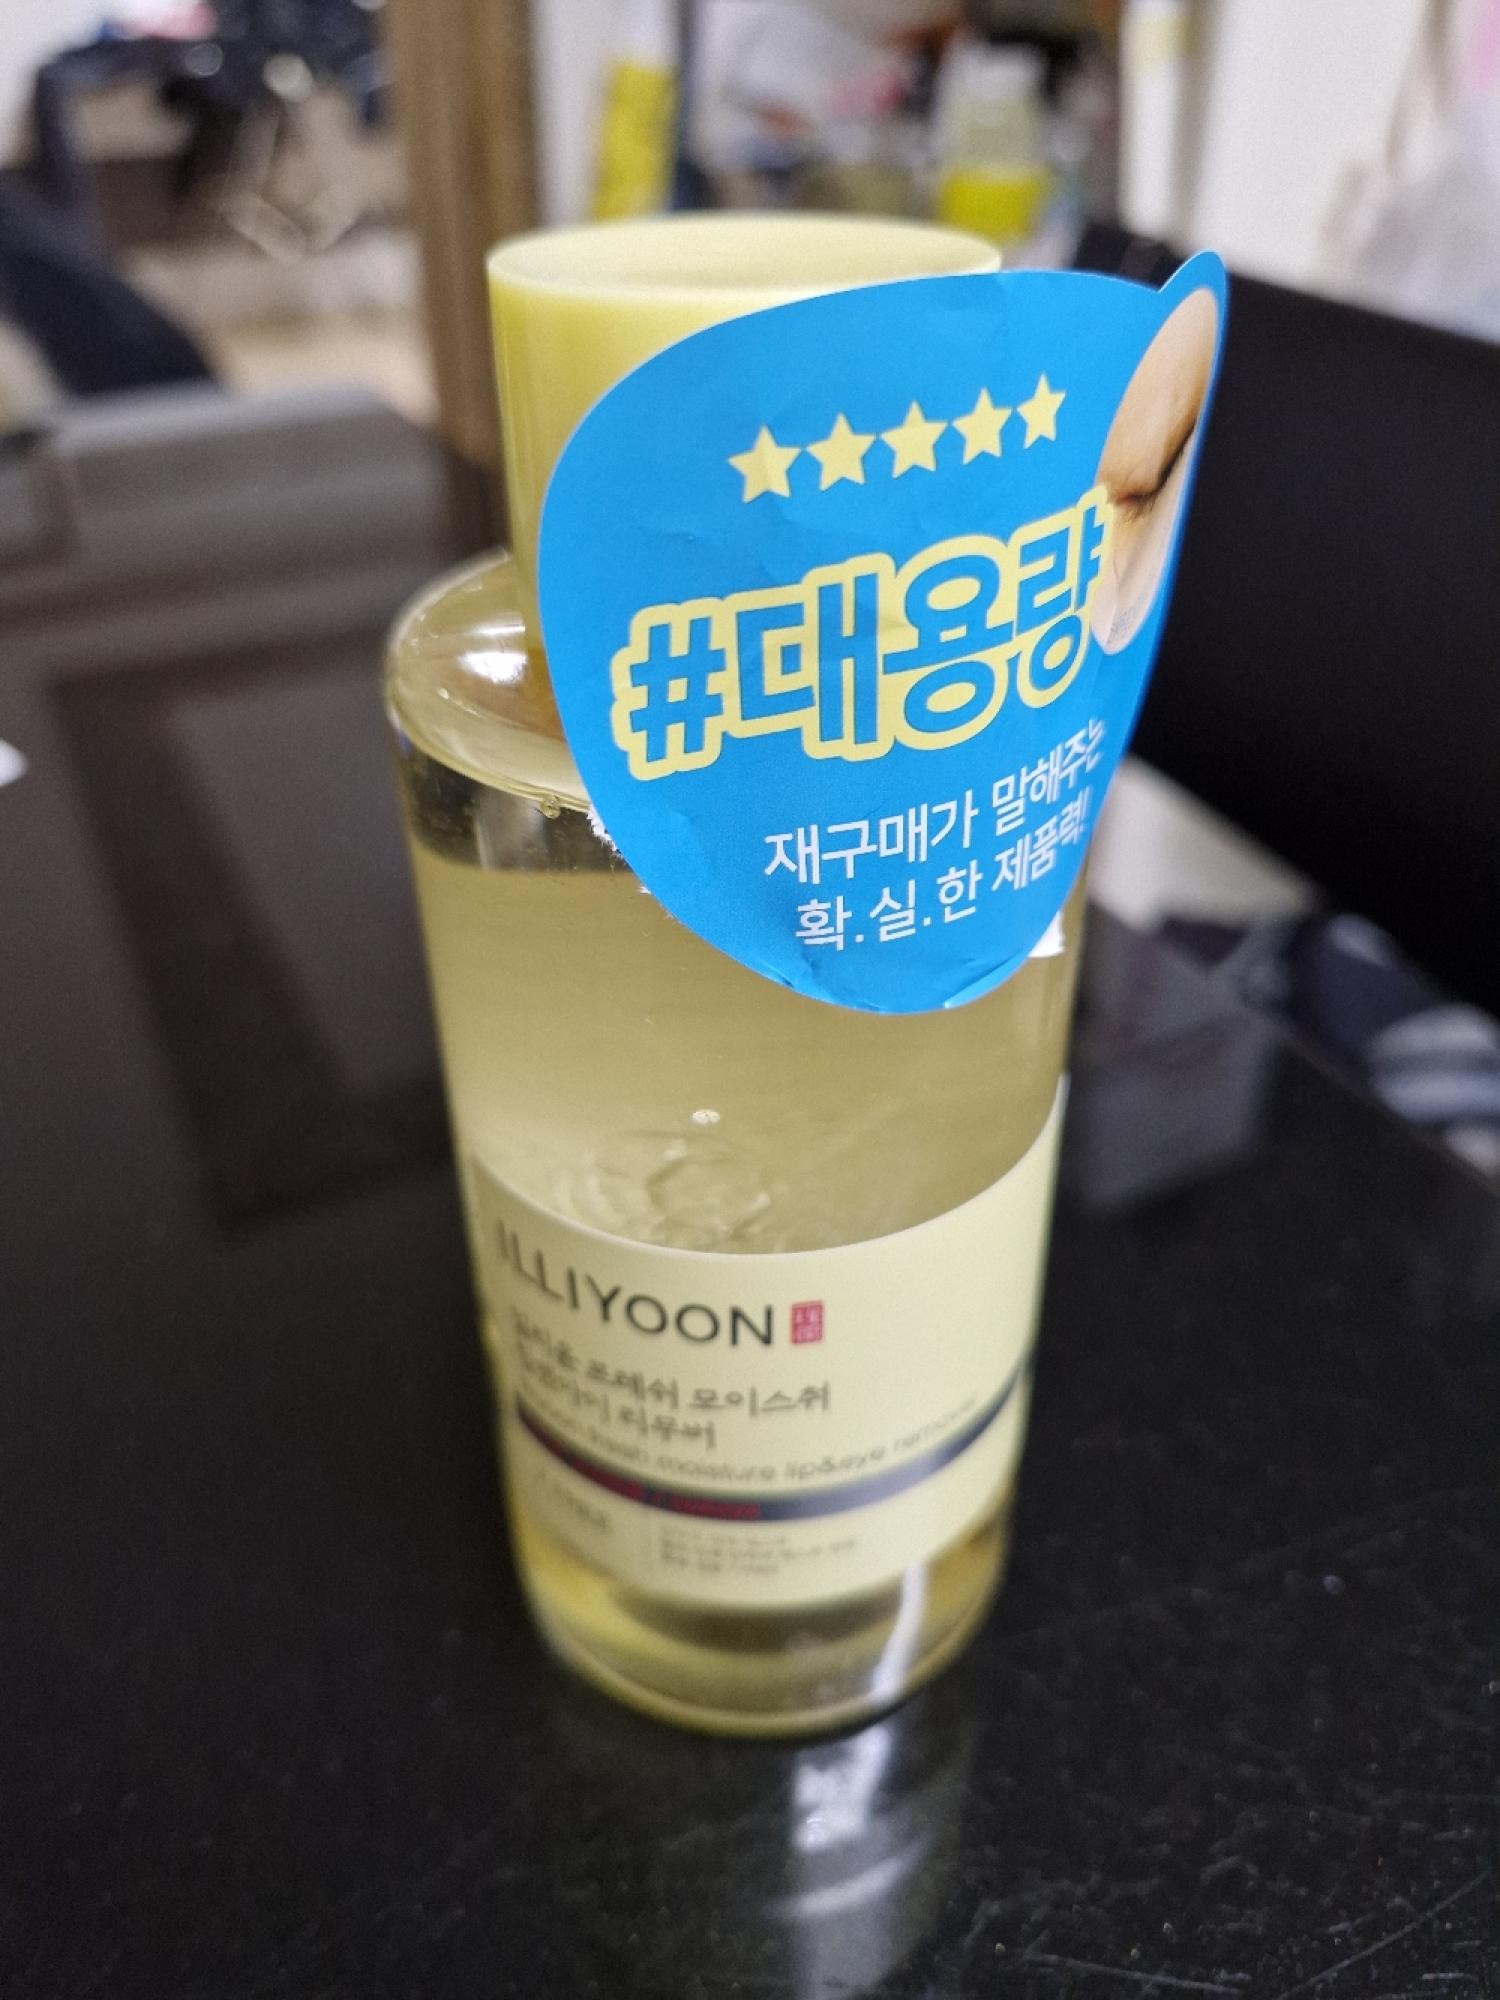 #대용량
재구매가 말해주는
확.실.한 제품력!
ILLIYOON
일리윤 프레쉬 모이스춰
립앤아이 리무버
fresh moisture lip&eye remover